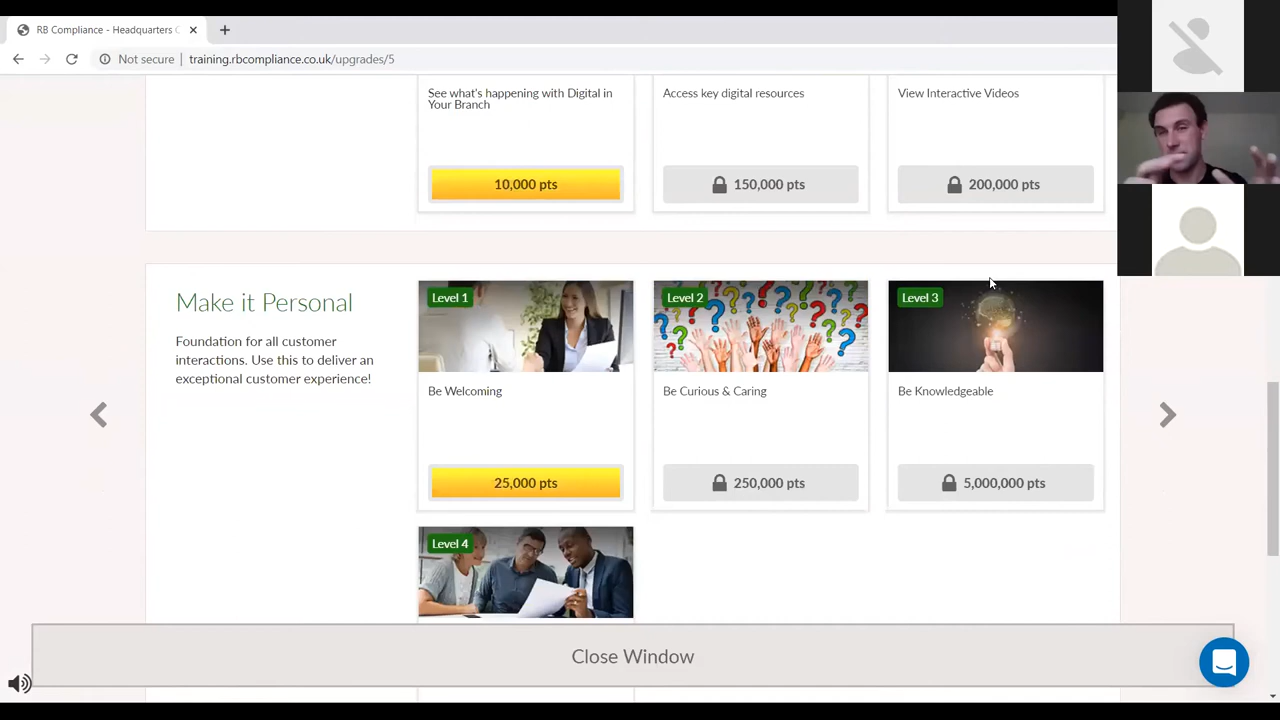 RB Compliance - Headquarters
Not secure
training.rbcompliance.co.uk/upgrades/5
See what's happening with Digital in
Your Branch
Access key digital resources
View Interactive Videos
10,000 pts
150,000 pts
200,000 pts
Make it Personal
Foundation for all customer
interactions. Use this to deliver an
exceptional customer experience!
Level 1
Level 2
Level 3
Be Welcoming
Be Curious & Caring
Be Knowledgeable
25,000 pts
250,000 pts
5,000,000 pts
Level 4
Close Window